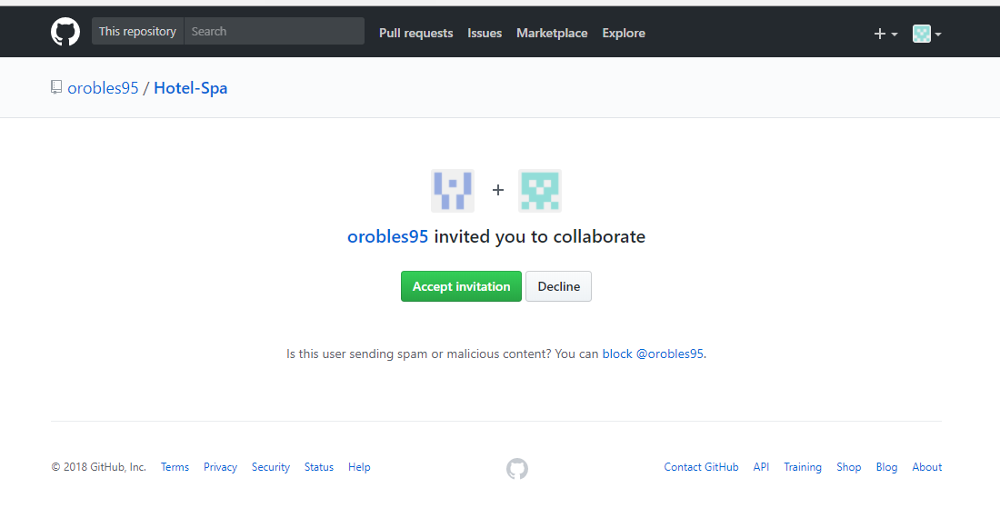 This repository Search Pull requests Issues Marketplace Explore
orobles95 / Hotel-Spa
+
orobles95 invited you to collaborate
Accept invitation Decline
Is this user sending spam or malicious content? You can block @orobles95.
© 2018 GitHub, Inc. Terms Privacy Security Status Help Contact GitHub API Training Shop Blog About